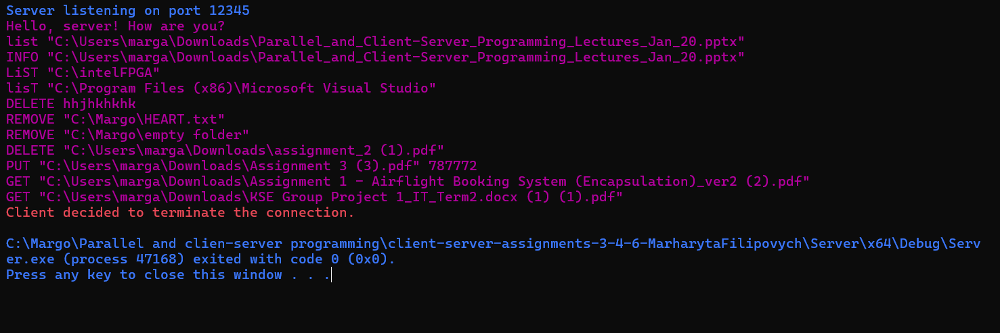 Server listening on port 12345
Hello, server! How are you?
list "C:\Users\marga\Downloads\Parallel_and_Client-Server_Programming_Lectures_Jan_20.pptx"
INFO "C:\Users\marga\Downloads\Parallel_and_Client-Server_Programming_Lectures_Jan_20.pptx"
LiST "C:\intelFPGA"
lisT "C:\Program Files (x86)\Microsoft Visual Studio"
DELETE hhjhkhkhk
REMOVE "C:\Margo\HEART.txt"
REMOVE "C:\Margo\empty folder"
DELETE "C:\Users\marga\Downloads\assignment_2 (1).pdf"
PUT "C:\Users\marga\Downloads\Assignment 3 (3).pdf" 787772
GET "C:\Users\marga\Downloads\Assignment 1 - Airflight Booking System (Encapsulation)_ver2 (2).pdf"
GET "C:\Users\marga\Downloads\KSE Group Project 1_IT_Term2.docx (1) (1).pdf"
Client decided to terminate the connection.
C:\Margo\Parallel and clien-server programming\client-server-assignments-3-4-6-MarharytaFilipovych\Server\x64\Debug\Serv
er.exe (process 47168) exited with code 0 (0x0).
Press any key to close this window . . .